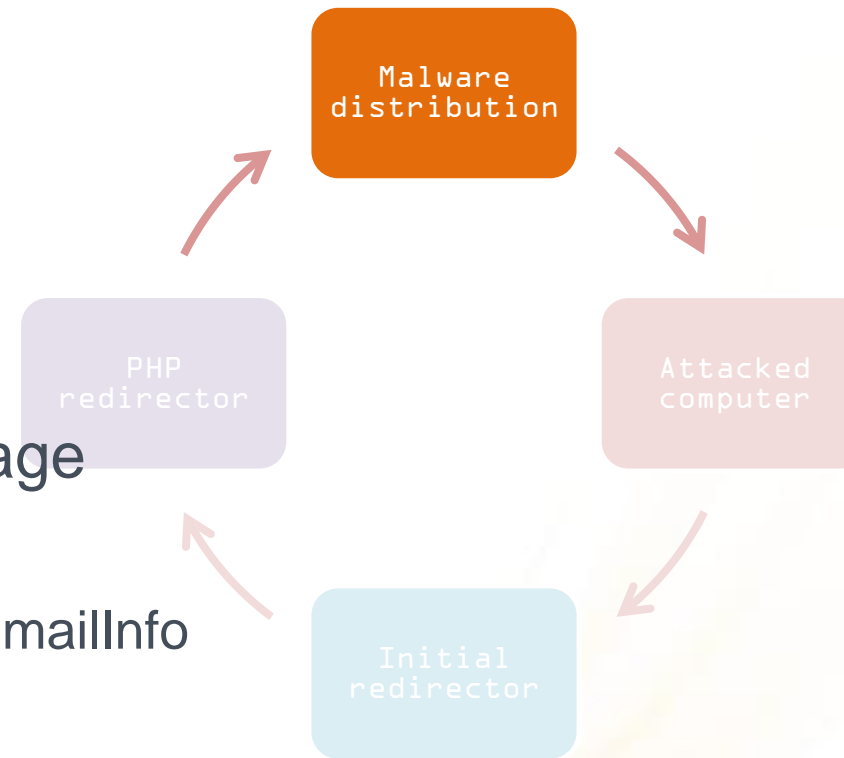 Malware
distribution
PHP
redirector
Attacked
computer
age
mailInfo
Initial
redirector